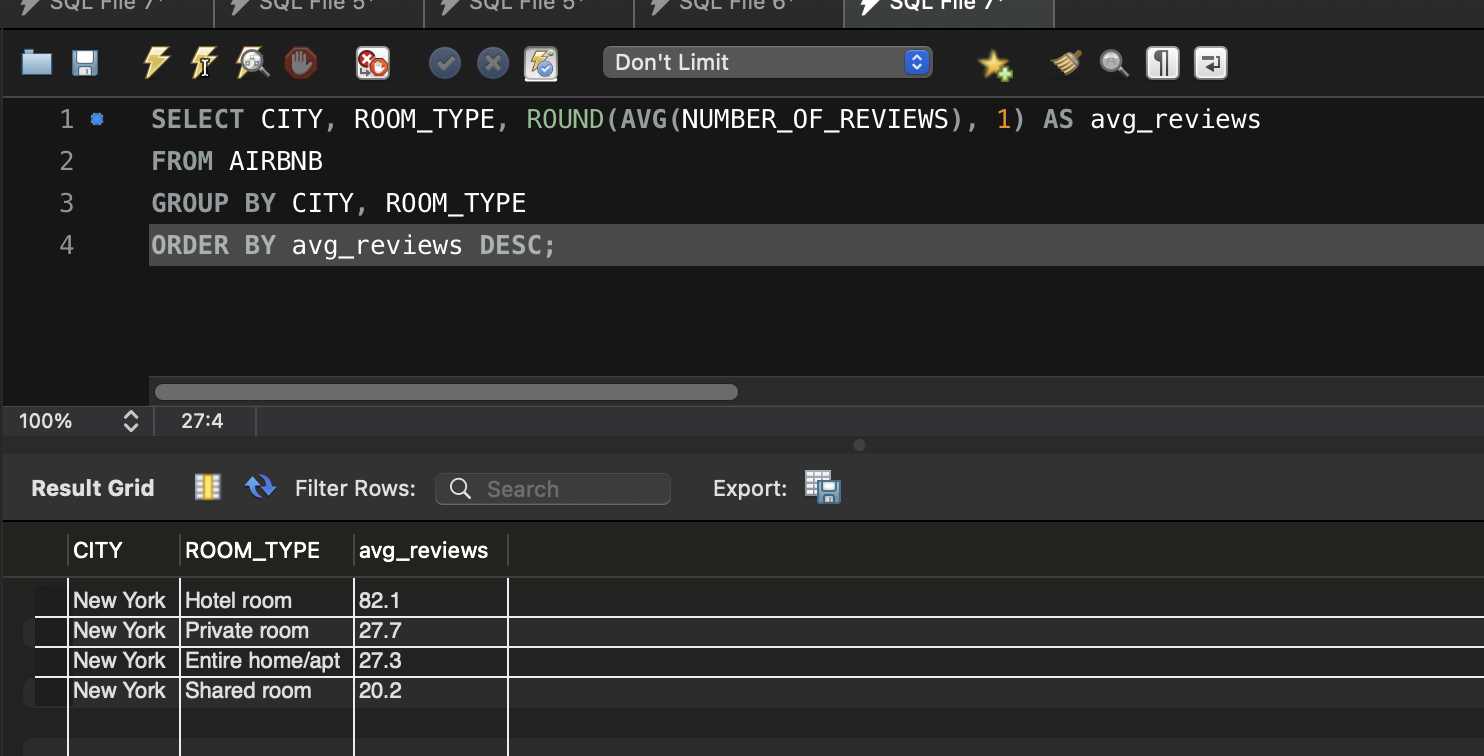 SQL File 7* SQL File 5* SQL File 5* SQL File 6* SQL File 7*
Don't Limit
1 SELECT CITY, ROOM_TYPE, ROUND(AVG(NUMBER_OF_REVIEWS), 1) AS avg_reviews
2 FROM AIRBNB
3 GROUP BY CITY, ROOM_TYPE
4 ORDER BY avg_reviews DESC;
100% 27:4
Result Grid Filter Rows: Search Export:
CITY ROOM_TYPE avg_reviews
New York Hotel room 82.1
New York Private room 27.7
New York Entire home/apt 27.3
New York Shared room 20.2